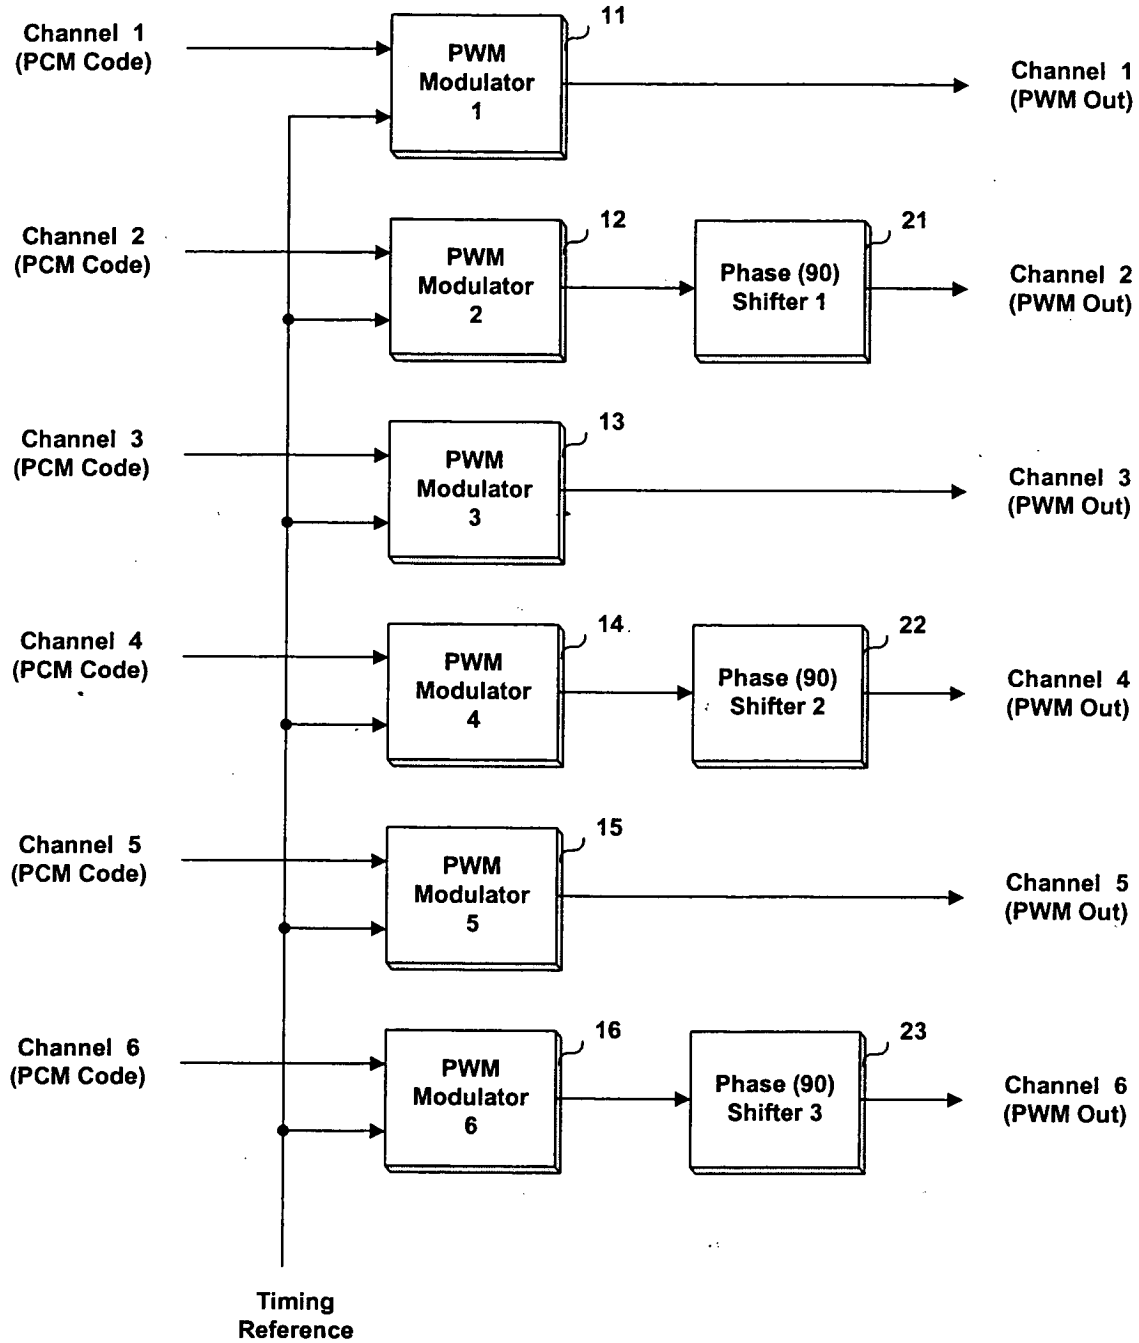 Channel 1
(PCM Code)
PWM
Modulator
1
11
Channel 1
(PWM Out)
Channel 2
(PCM Code)
PWM
Modulator
2
12
Phase (90)
Shifter 1
21
Channel 2
(PWM Out)
Channel 3
(PCM Code)
PWM
Modulator
3
13
Channel 3
(PWM Out)
Channel 4
(PCM Code)
PWM
Modulator
4
14
Phase (90)
Shifter 2
22
Channel 4
(PWM Out)
Channel 5
(PCM Code)
PWM
Modulator
5
15
Channel 5
(PWM Out)
Channel 6
(PCM Code)
PWM
Modulator
6
16
Phase (90)
Shifter 3
23
Channel 6
(PWM Out)
Timing
Reference